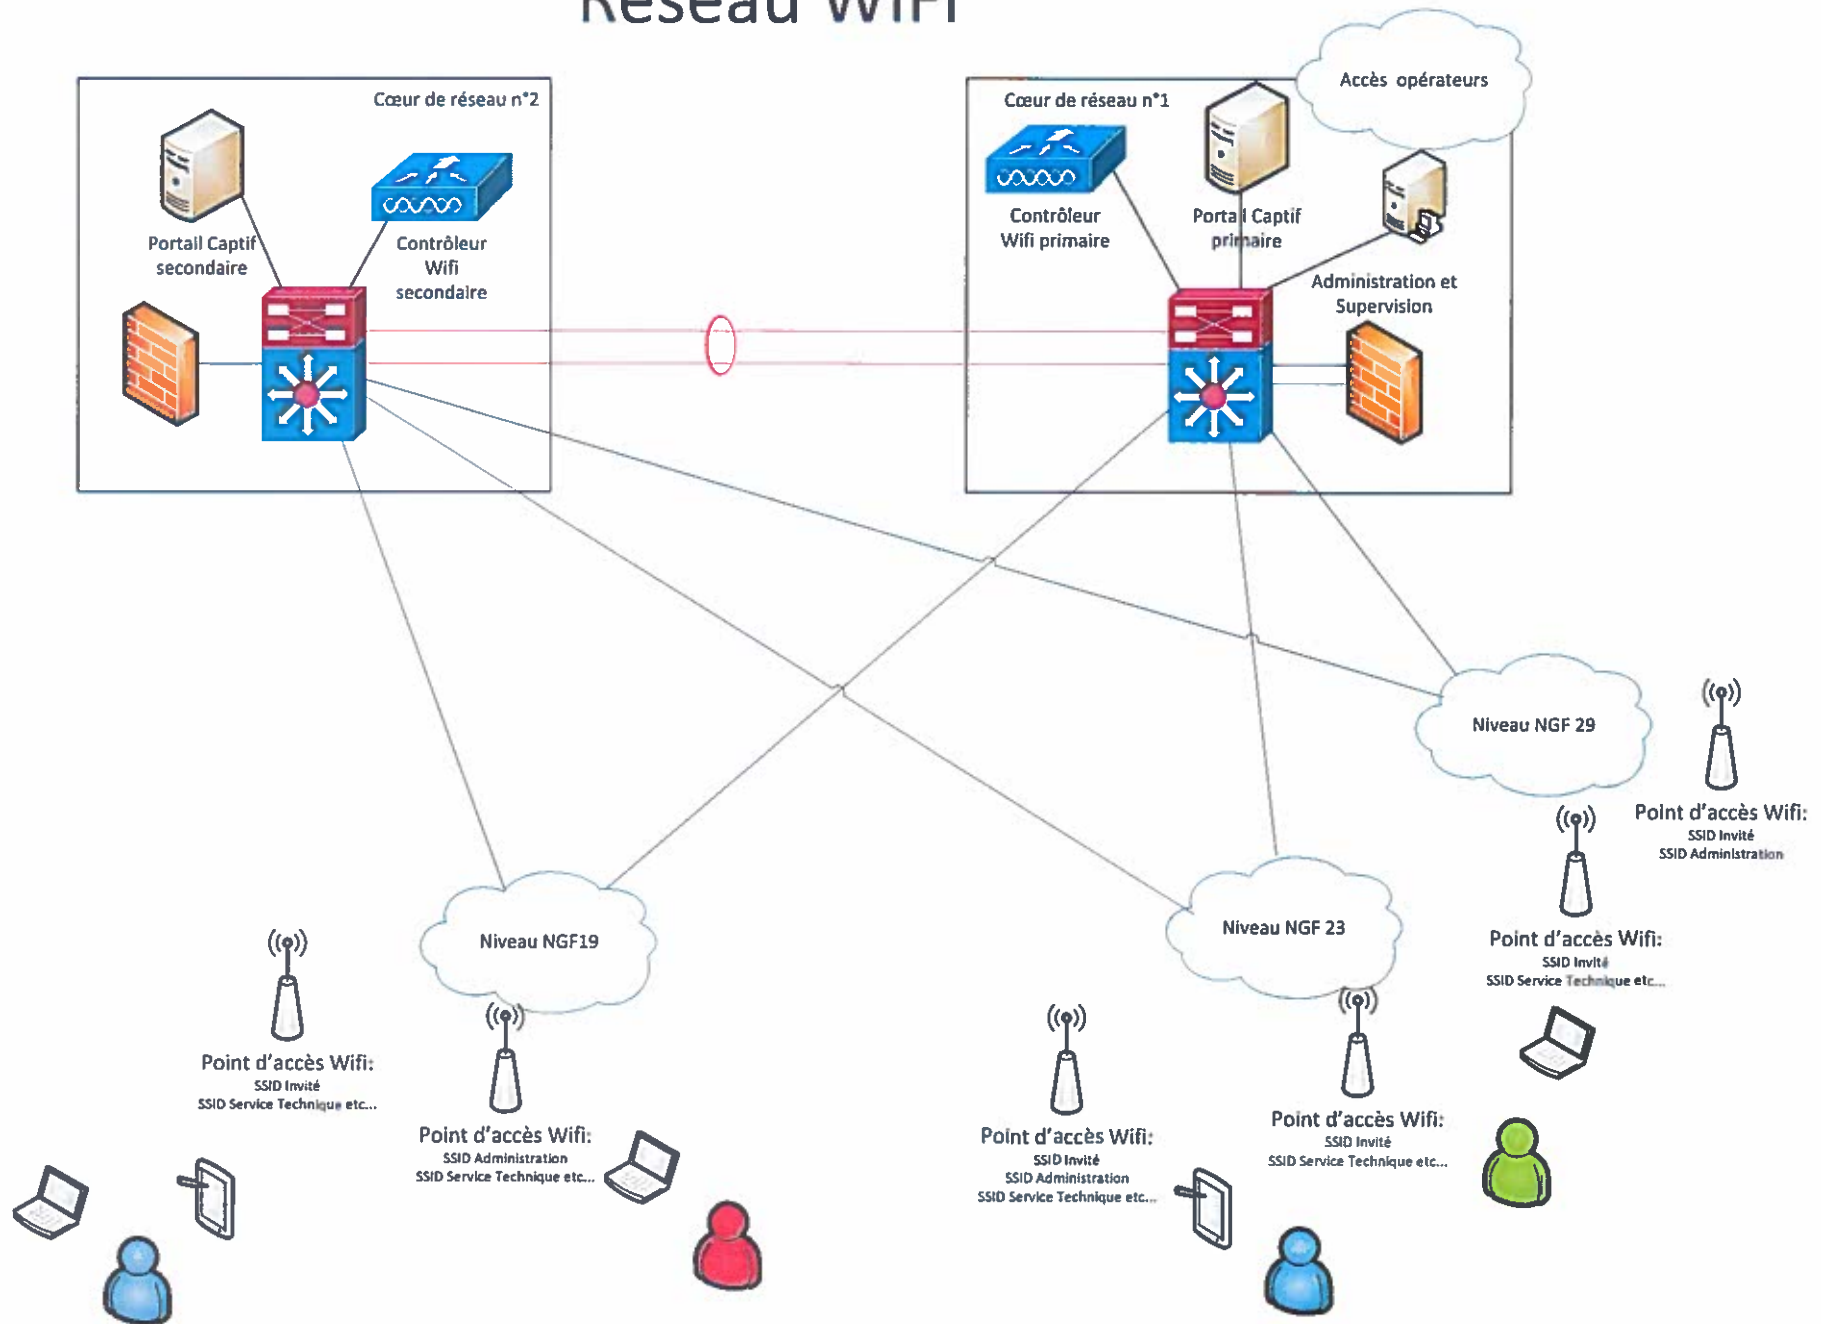 Réseau WiFi
Cœur de réseau n°2
Portail Captif
secondaire
Contrôleur
Wifi
secondaire
Cœur de réseau n°1
Accès opérateurs
Contrôleur
Wifi primaire
Portail Captif
primaire
Administration et
Supervision
Niveau NGF 29
Point d'accès Wifi:
SSID Invité
SSID Administration
Point d'accès Wifi:
SSID Invité
SSID Service Technique etc...
Niveau NGF19
Point d'accès Wifi:
SSID Invité
SSID Service Technique etc...
Point d'accès Wifi:
SSID Administration
SSID Service Technique etc...
Niveau NGF 23
Point d'accès Wifi:
SSID Invité
SSID Administration
SSID Service Technique etc...
Point d'accès Wifi:
SSID Invité
SSID Service Technique etc...